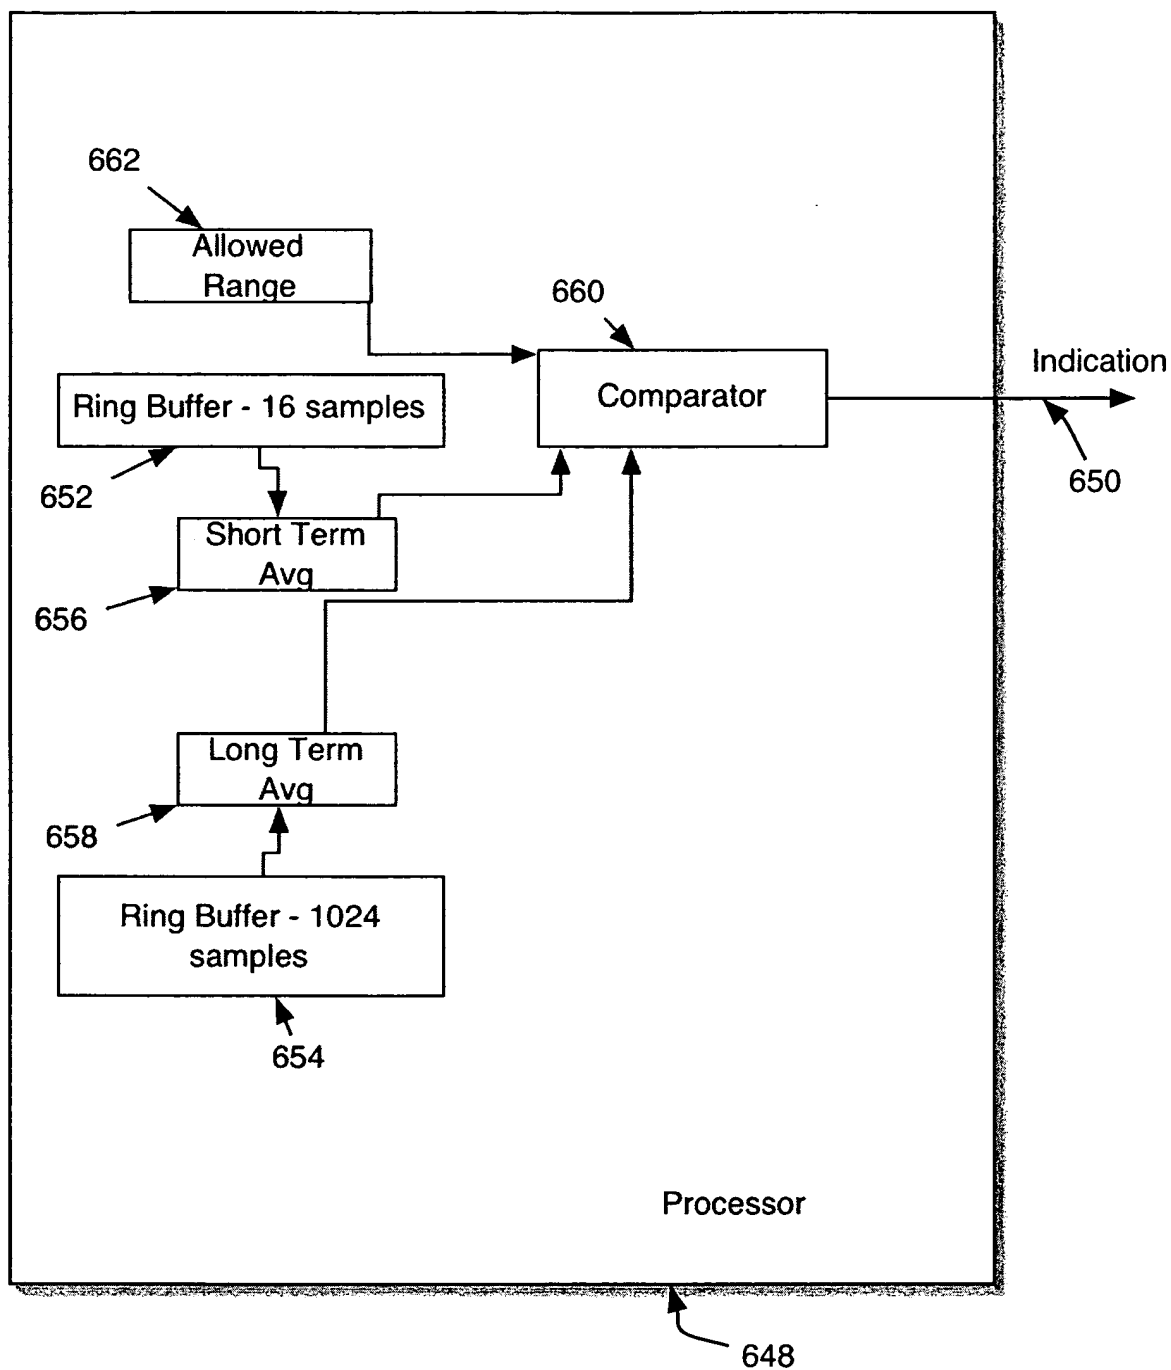 662
Allowed
Range
660
Comparator
Indication
650
Ring Buffer - 16 samples
652
Short Term
Avg
656
Long Term
Avg
658
Ring Buffer - 1024
samples
654
Processor
648